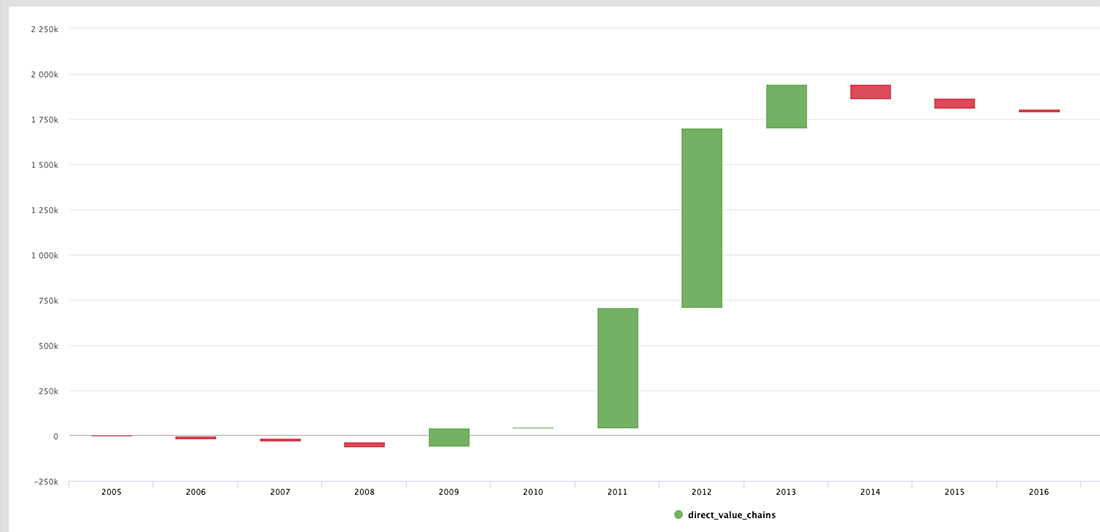 2 250k
2 000k
1 750k
1 500k
1 250k
1 000k
750k
500k
250k
0
−250k
2005 2006 2007 2008 2009 2010 2011 2012 2013 2014 2015 2016
direct_value_chains